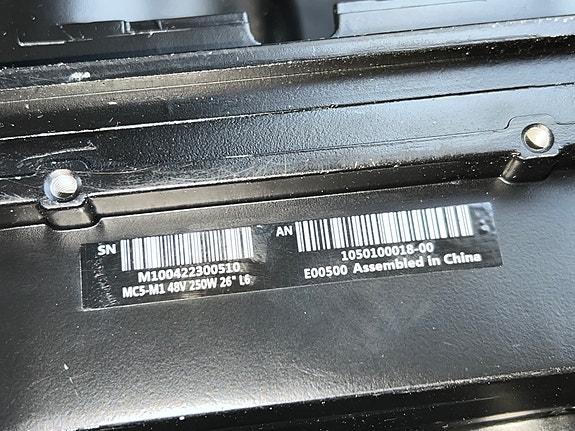 SN
M100422300510
MC5-M1 48V 250W 26" L6
AN
1050100018-00
E00500 Assembled in China